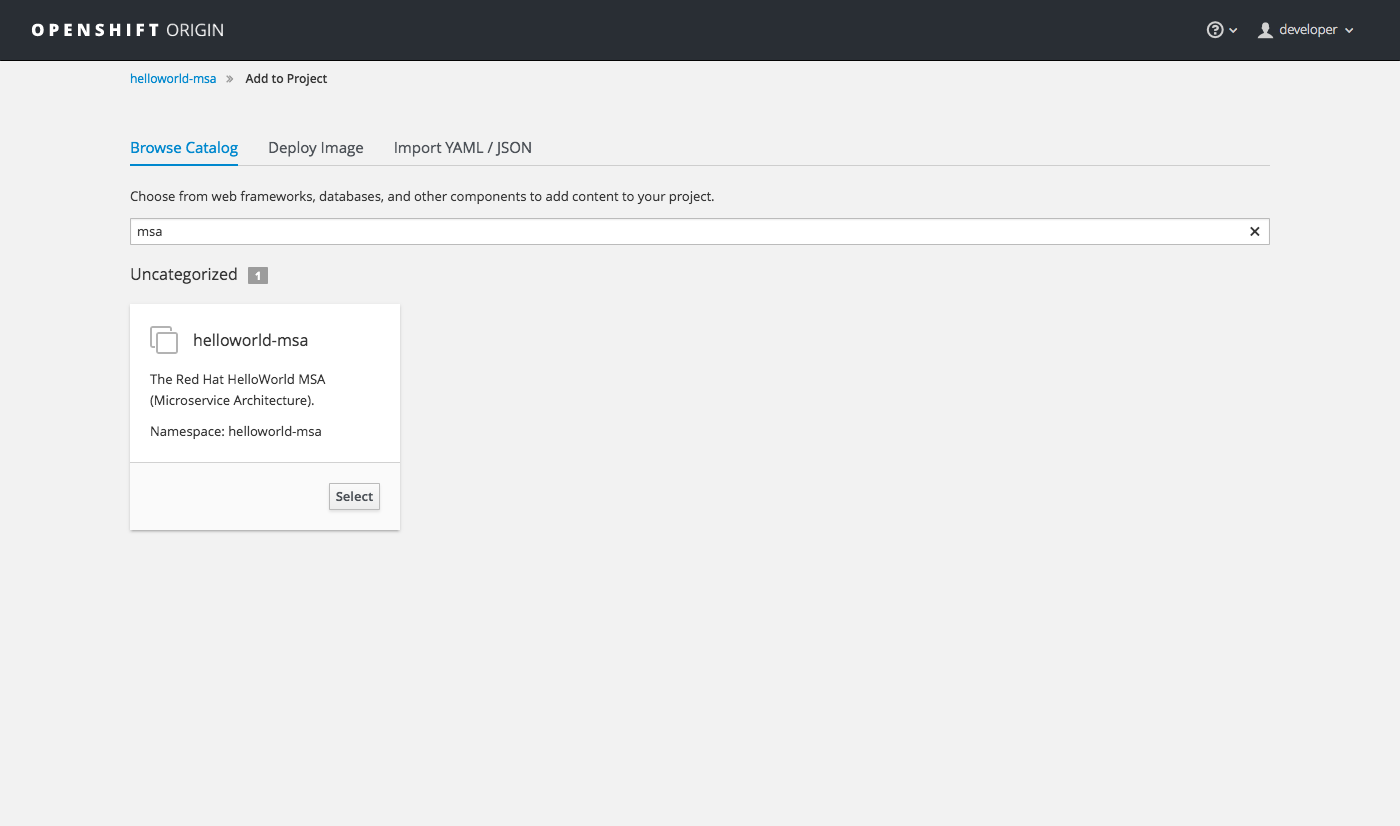 OPENSHIFT ORIGIN
developer
helloworld-msa » Add to Project
Browse Catalog Deploy Image Import YAML / JSON
Choose from web frameworks, databases, and other components to add content to your project.
msa
Uncategorized 1
helloworld-msa
The Red Hat HelloWorld MSA
(Microservice Architecture).
Namespace: helloworld-msa
Select